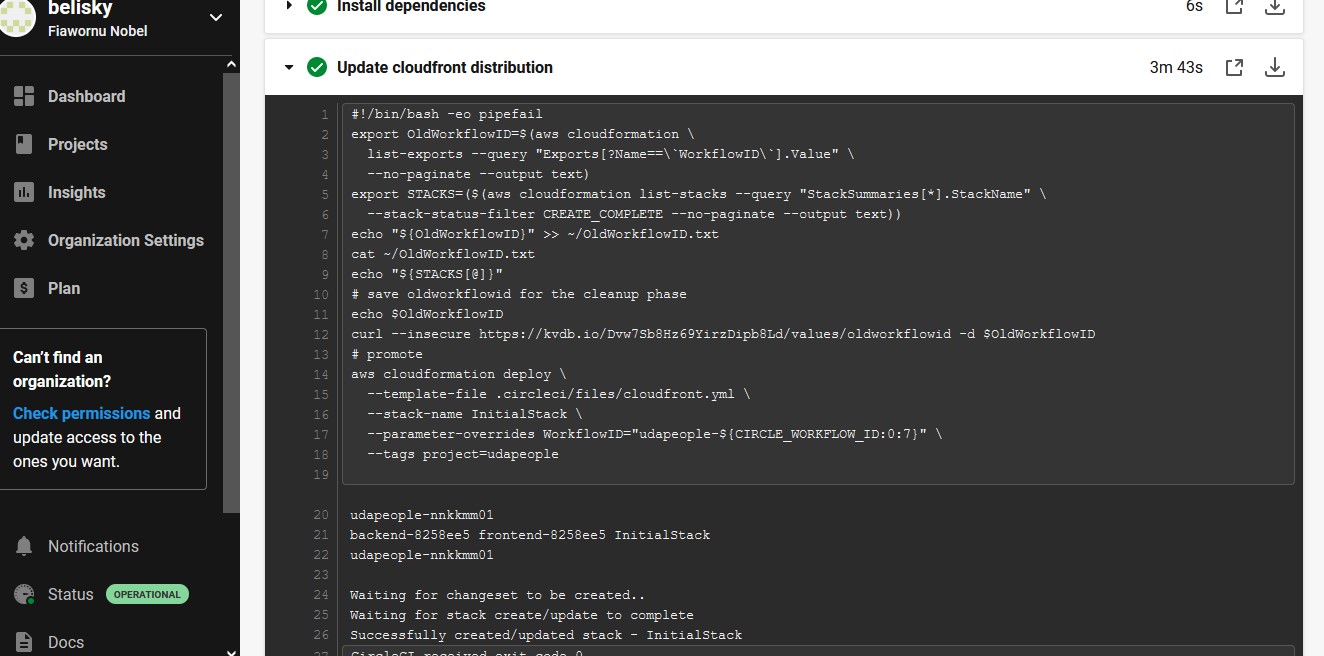 belisky
Fiawornu Nobel
Dashboard
Projects
Insights
Organization Settings
Plan
Can't find an
organization?
Check permissions and
update access to the
ones you want.
Notifications
Status OPERATIONAL
Docs
Install dependencies 6s
Update cloudfront distribution 3m 43s
1 #!/bin/bash -eo pipefail
2 export OldWorkflowID=$(aws cloudformation \
3 list-exports --query "Exports[?Name==\`WorkflowID\`].Value" \
4 --no-paginate --output text)
5 export STACKS=($(aws cloudformation list-stacks --query "StackSummaries[*].StackName" \
6 --stack-status-filter CREATE_COMPLETE --no-paginate --output text))
7 echo "${OldWorkflowID}" >> ~/OldWorkflowID.txt
8 cat ~/OldWorkflowID.txt
9 echo "${STACKS[@]}"
10 # save oldworkflowid for the cleanup phase
11 echo $OldWorkflowID
12 curl --insecure https://kvdb.io/Dvw7Sb8Hz69YirzDipb8Ld/values/oldworkflowid -d $OldWorkflowID
13 # promote
14 aws cloudformation deploy \
15 --template-file .circleci/files/cloudfront.yml \
16 --stack-name InitialStack \
17 --parameter-overrides WorkflowID="udapeople-${CIRCLE_WORKFLOW_ID:0:7}" \
18 --tags project=udapeople
19
20 udapeople-nnkkmm01
21 backend-8258ee5 frontend-8258ee5 InitialStack
22 udapeople-nnkkmm01
23
24 Waiting for changeset to be created..
25 Waiting for stack create/update to complete
26 Successfully created/updated stack - InitialStack
27 CircleCI received exit code 0